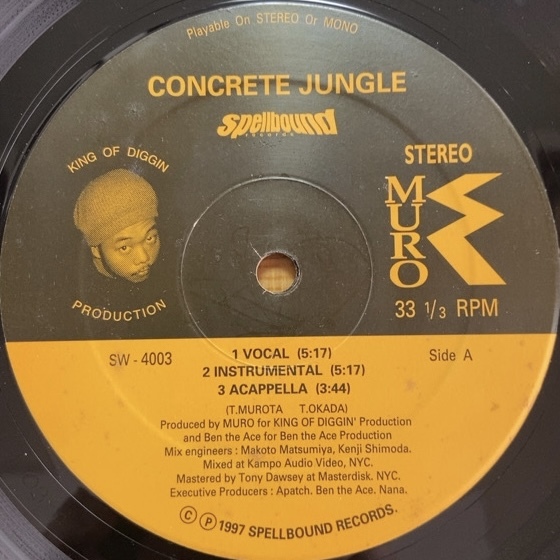 Playable On STEREO Or MONO
CONCRETE JUNGLE
spellbound
records
KING OF DIGGIN
PRODUCTION
STEREO
MURO
33 1/3 RPM
SW - 4003
Side A
1 VOCAL (5:17)
2 INSTRUMENTAL (5:17)
3 ACAPPELLA (3:44)
(T.MUROTA T.OKADA)
Produced by MURO for KING OF DIGGIN' Production
and Ben the Ace for Ben the Ace Production
Mix engineers : Makoto Matsumiya, Kenji Shimoda.
Mixed at Kampo Audio Video, NYC.
Mastered by Tony Dawsey at Masterdisk. NYC.
Executive Producers : Apatch. Ben the Ace. Nana.
© ℗ 1997 SPELLBOUND RECORDS.